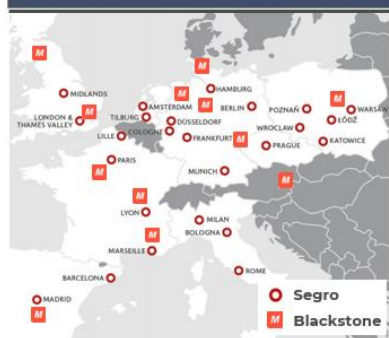 M
M
HAMBURG
MIDLANDS
M
M
AMSTERDAM
M
BERLIN
POZNAŃ
WARSAW
LONDON &
THAMES VALLEY
M
TILBURG
DÜSSELDORF
ŁÓDŹ
LILLE
COLOGNE
FRANKFURT
M
WROCLAW
KATOWICE
PRAGUE
PARIS
M
MUNICH
M
M
LYON
MILAN
BOLOGNA
M
MARSEILLE
BARCELONA
ROME
MADRID
M
Segro
M Blackstone